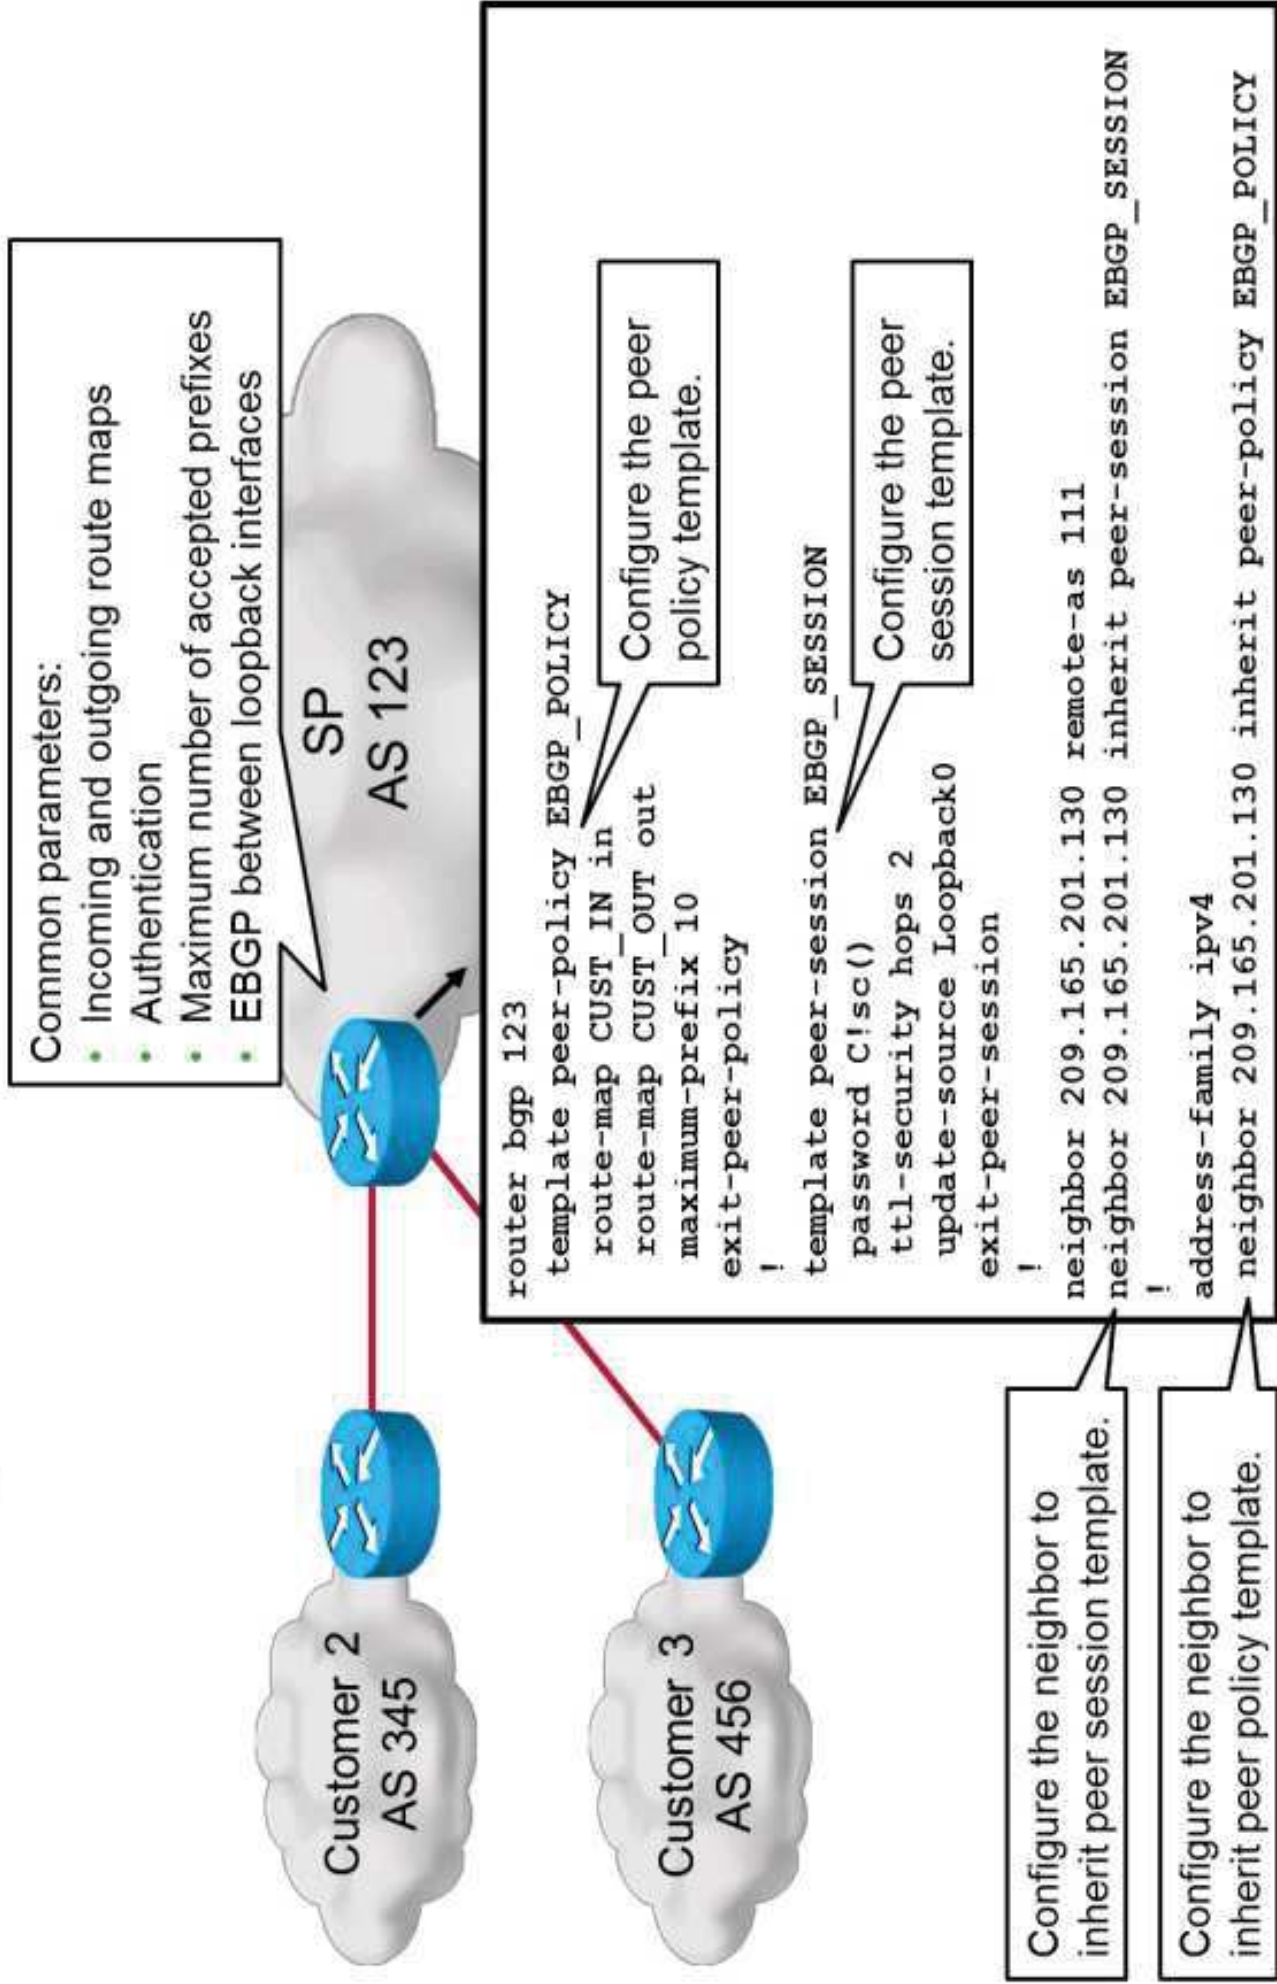 Common parameters:
• Incoming and outgoing route maps
• Authentication
• Maximum number of accepted prefixes
• EBGP between loopback interfaces
SP
AS 123
Customer 2
AS 345
Customer 3
AS 456
router bgp 123
template peer-policy EBGP_POLICY
route-map CUST_IN in
route-map CUST_OUT out
maximum-prefix 10
exit-peer-policy
!
template peer-session EBGP_SESSION
password C!sc()
ttl-security hops 2
update-source Loopback0
exit-peer-session
!
neighbor 209.165.201.130 remote-as 111
neighbor 209.165.201.130 inherit peer-session EBGP_SESSION
!
address-family ipv4
neighbor 209.165.201.130 inherit peer-policy EBGP_POLICY
Configure the peer
policy template.
Configure the peer
session template.
Configure the neighbor to
inherit peer session template.
Configure the neighbor to
inherit peer policy template.